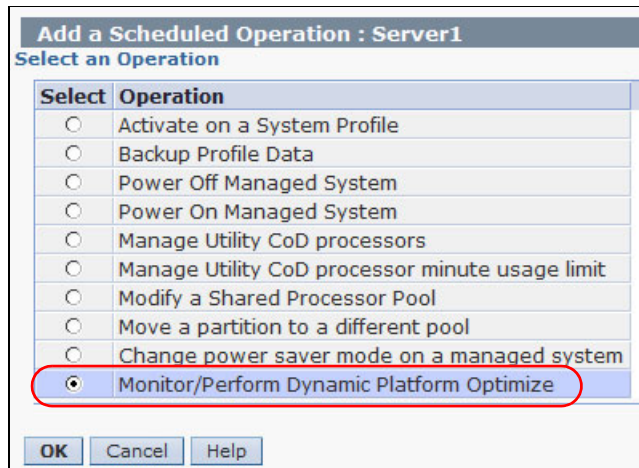 Add a Scheduled Operation : Server1
Select an Operation
Select Operation
Activate on a System Profile
Backup Profile Data
Power Off Managed System
Power On Managed System
Manage Utility CoD processors
Manage Utility CoD processor minute usage limit
Modify a Shared Processor Pool
Move a partition to a different pool
Change power saver mode on a managed system
Monitor/Perform Dynamic Platform Optimize
OK Cancel Help